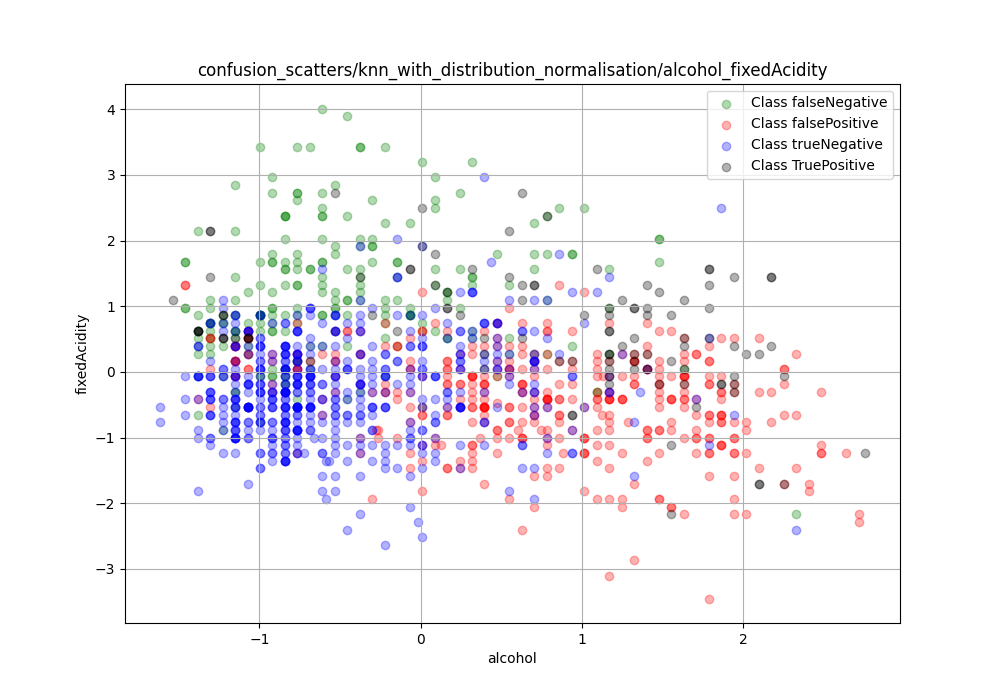 confusion_scatters/knn_with_distribution_normalisation/alcohol_fixedAcidity
Class falseNegative
Class falsePositive
Class trueNegative
Class TruePositive
4
3
2
1
0
−1
−2
−3
fixedAcidity
−1
0
1
2
alcohol